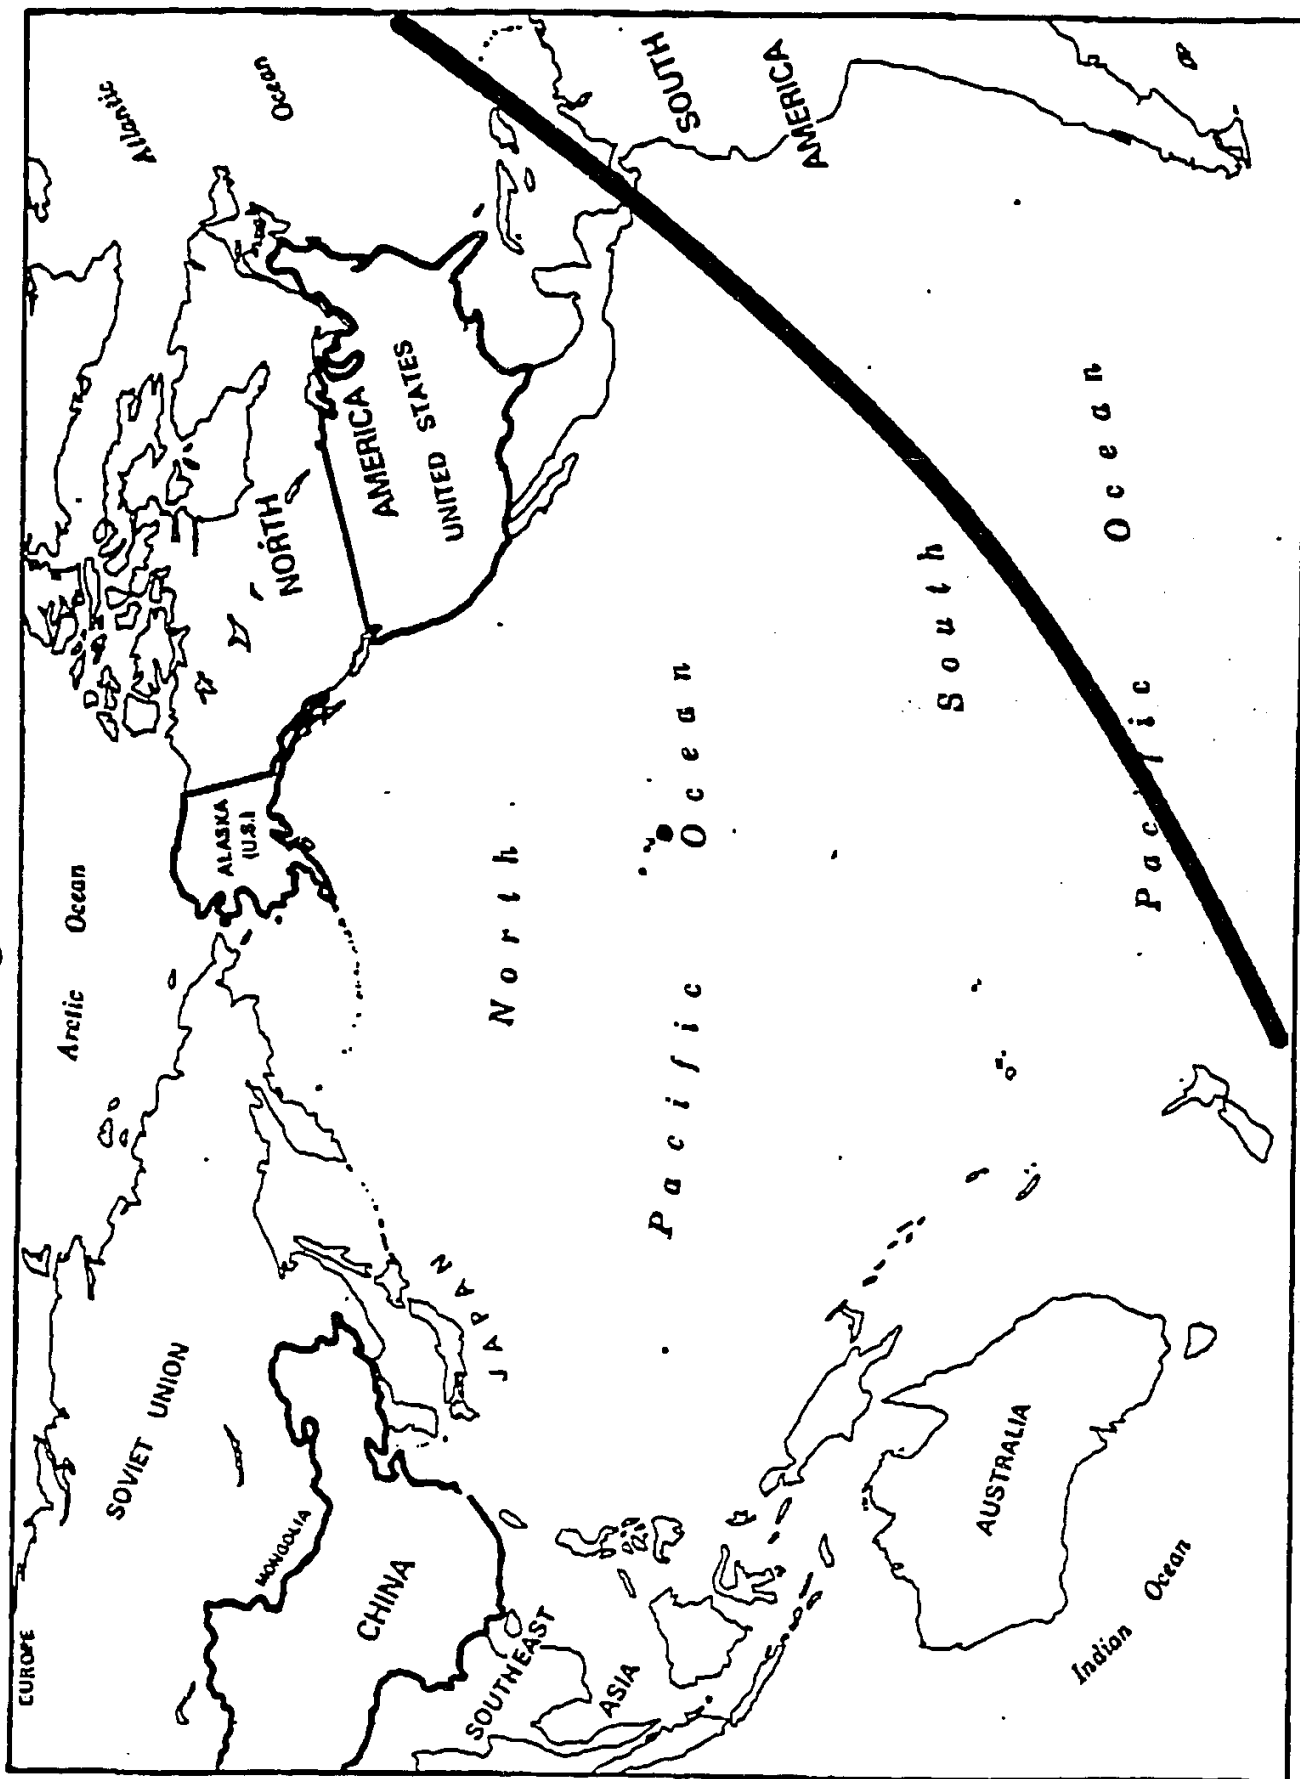 EUROPE
Arctic Ocean
Atlantic
Ocean
SOVIET UNION
MONGOLIA
CHINA
JAPAN
ALASKA
(U.S.)
NORTH
AMERICA
UNITED STATES
SOUTHEAST
ASIA
North
Pacific Ocean
SOUTH
AMERICA
AUSTRALIA
Indian Ocean
South
Pacific Ocean